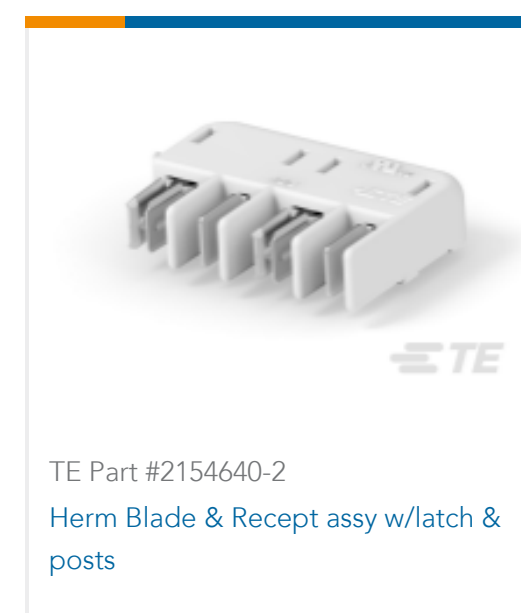 TE
TE Part #2154640-2
Herm Blade & Recept assy w/latch &
posts